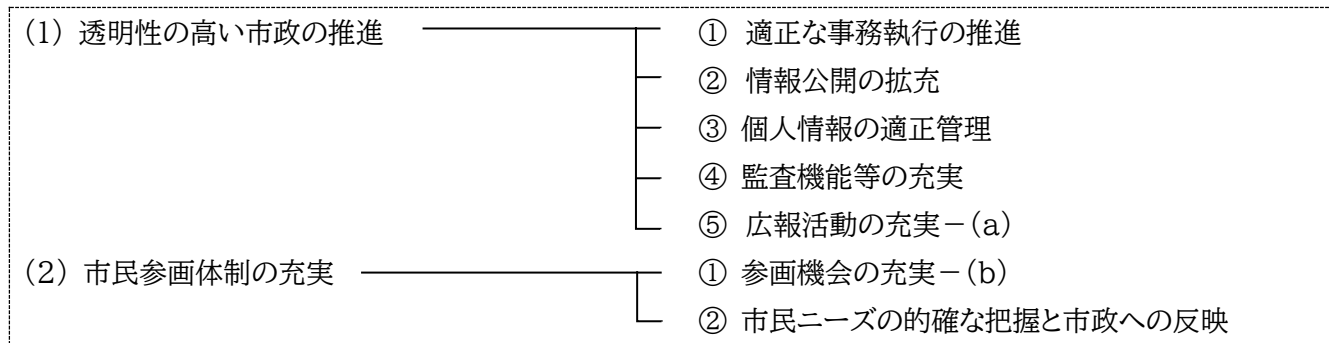 (1) 透明性の高い市政の推進 ① 適正な事務執行の推進
② 情報公開の拡充
③ 個人情報の適正管理
④ 監査機能等の充実
⑤ 広報活動の充実－(a)
(2) 市民参画体制の充実 ① 参画機会の充実－(b)
② 市民ニーズの的確な把握と市政への反映